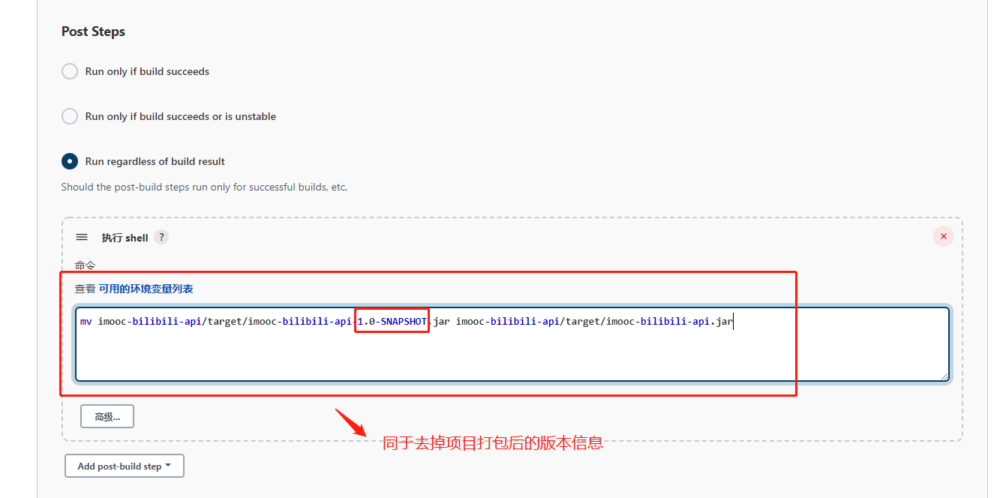 Post Steps
Run only if build succeeds
Run only if build succeeds or is unstable
Run regardless of build result
Should the post-build steps run only for successful builds, etc.
执行 shell ?
命令
查看 可用的环境变量列表
mv imooc-bilibili-api/target/imooc-bilibili-api-1.0-SNAPSHOT.jar imooc-bilibili-api/target/imooc-bilibili-api.jar
高级...
同于去掉项目打包后的版本信息
Add post-build step